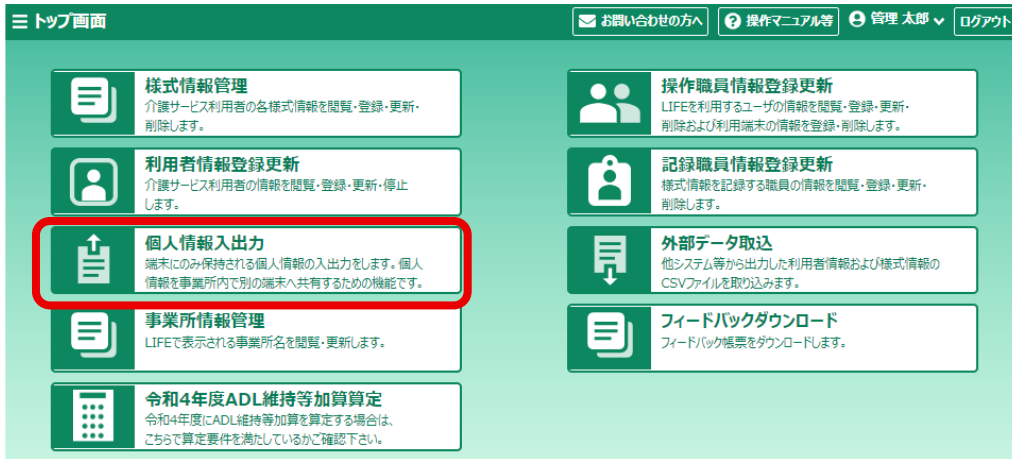 トップ画面
お問い合わせの方へ
操作マニュアル等
管理 太郎
ログアウト
様式情報管理
介護サービス利用者の各様式情報を閲覧・登録・更新・
削除します。
操作職員情報登録更新
LIFEを利用するユーザの情報を閲覧・登録・更新・
削除および利用端末の情報を登録・削除します。
利用者情報登録更新
介護サービス利用者の情報を閲覧・登録・更新・停止
します。
記録職員情報登録更新
様式情報を記録する職員の情報を閲覧・登録・更新・
削除します。
個人情報入出力
端末にのみ保持される個人情報の入出力をします。個人
情報を事業所内で別の端末へ共有するための機能です。
外部データ取込
他システム等から出力した利用者情報および様式情報の
CSVファイルを取り込みます。
事業所情報管理
LIFEで表示される事業所名を閲覧・更新します。
フィードバックダウンロード
フィードバック帳票をダウンロードします。
令和4年度ADL維持等加算算定
令和4年度にADL維持等加算を算定する場合は、
こちらで算定要件を満たしているかご確認下さい。